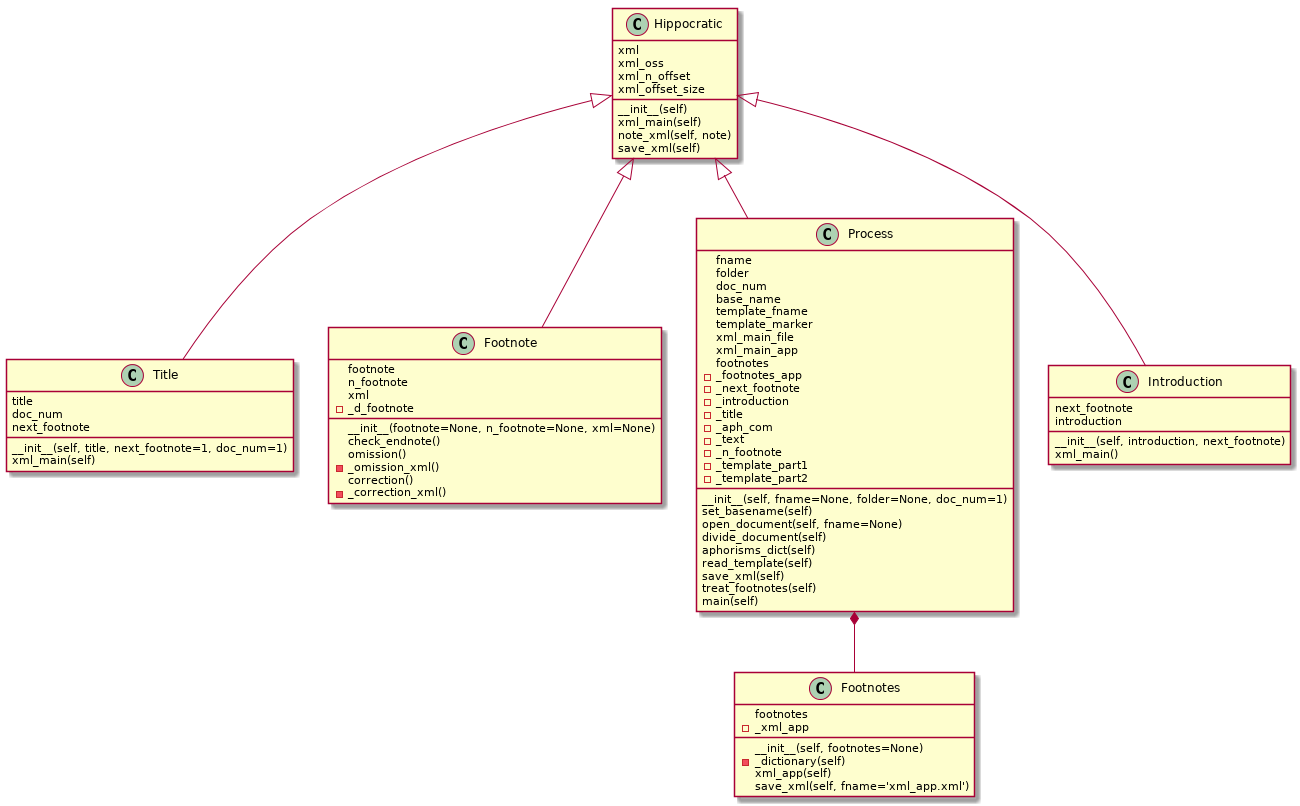 C Hippocratic
xml
xml_oss
xml_n_offset
xml_offset_size
__init__(self)
xml_main(self)
note_xml(self, note)
save_xml(self)
C Title
title
doc_num
next_footnote
__init__(self, title, next_footnote=1, doc_num=1)
xml_main(self)
C Footnote
footnote
n_footnote
xml
_d_footnote
__init__(footnote=None, n_footnote=None, xml=None)
check_endnote()
omission()
_omission_xml()
correction()
_correction_xml()
C Process
fname
folder
doc_num
base_name
template_fname
template_marker
xml_main_file
xml_main_app
footnotes
_footnotes_app
_next_footnote
_introduction
_title
_aph_com
_text
_n_footnote
_template_part1
_template_part2
__init__(self, fname=None, folder=None, doc_num=1)
set_basename(self)
open_document(self, fname=None)
divide_document(self)
aphorisms_dict(self)
read_template(self)
save_xml(self)
treat_footnotes(self)
main(self)
C Introduction
next_footnote
introduction
__init__(self, introduction, next_footnote)
xml_main()
C Footnotes
footnotes
_xml_app
__init__(self, footnotes=None)
_dictionary(self)
xml_app(self)
save_xml(self, fname='xml_app.xml')